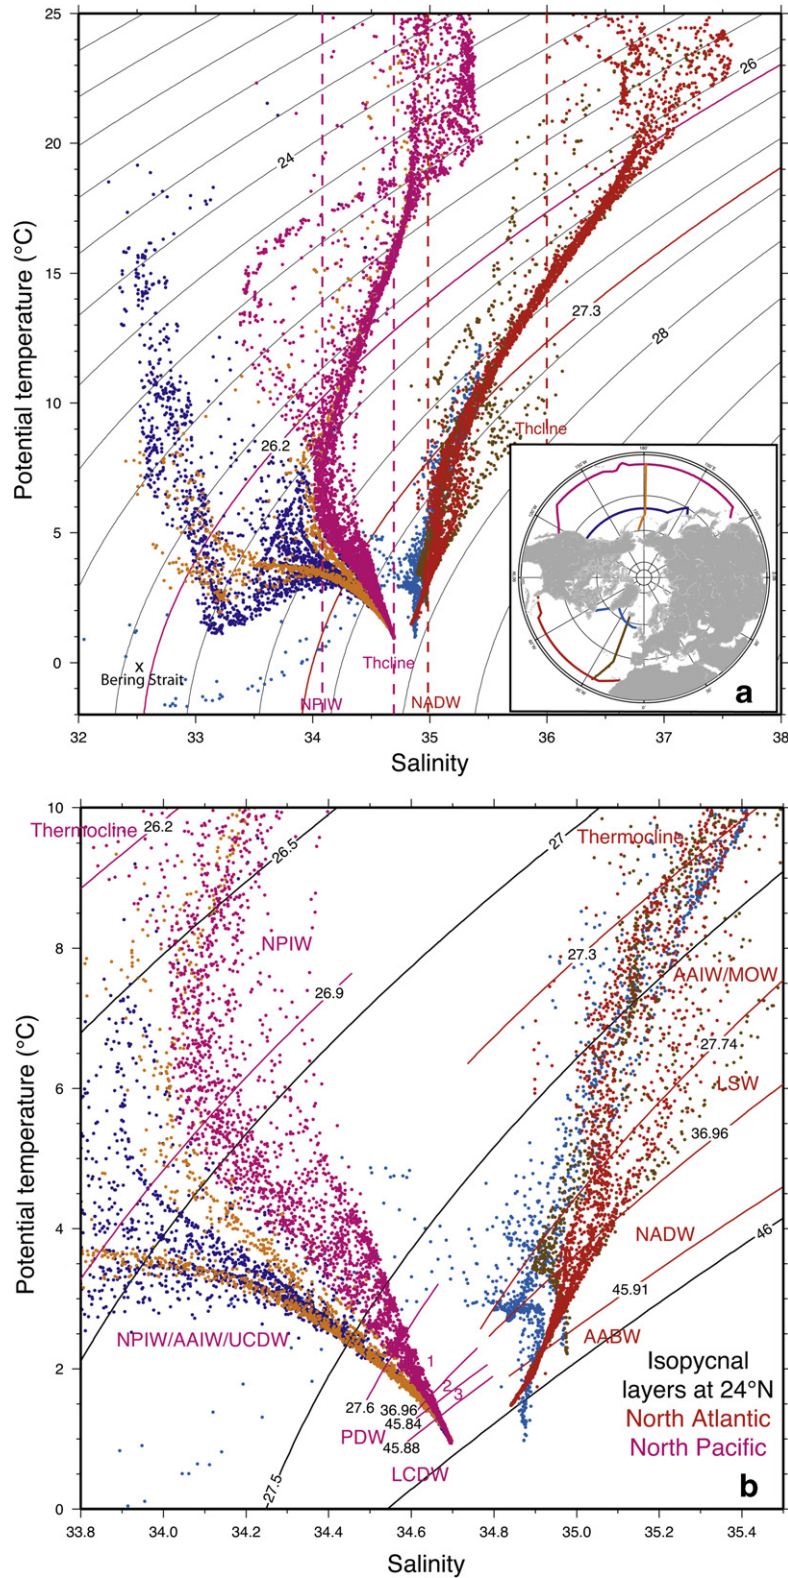 25
20
15
10
5
0
Potential temperature (°C)
26
24
27.3
28
26.2
Thcline
x
Bering Strait
Thcline
NPIW
NADW
a
32
33
34
35
36
37
38
Salinity
10
8
6
4
2
0
Potential temperature (°C)
Thermocline
26.2
26.5
27
Thermocline
NPIW
27.3
AAIW/MOW
26.9
27.74
LSW
36.96
NADW
46
45.91
NPIW/AAIW/UCDW
AABW
1
2
3
27.6
36.96
45.84
PDW
45.88
LCDW
27.5
Isopycnal
layers at 24°N
North Atlantic
North Pacific
b
33.8
34.0
34.2
34.4
34.6
34.8
35.0
35.2
35.4
Salinity